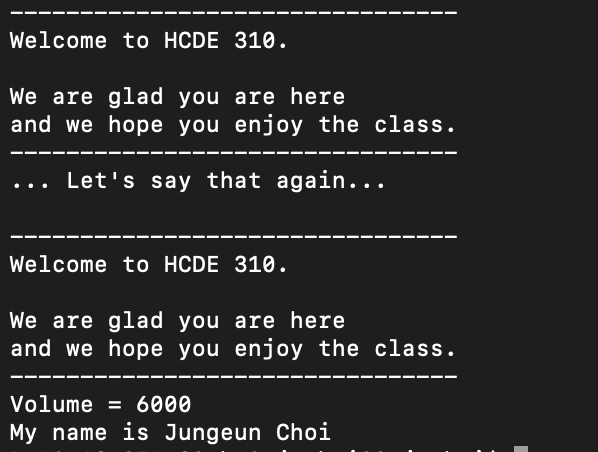 --------------------------------
Welcome to HCDE 310.
We are glad you are here
and we hope you enjoy the class.
--------------------------------
... Let's say that again...
--------------------------------
Welcome to HCDE 310.
We are glad you are here
and we hope you enjoy the class.
--------------------------------
Volume = 6000
My name is Jungeun Choi